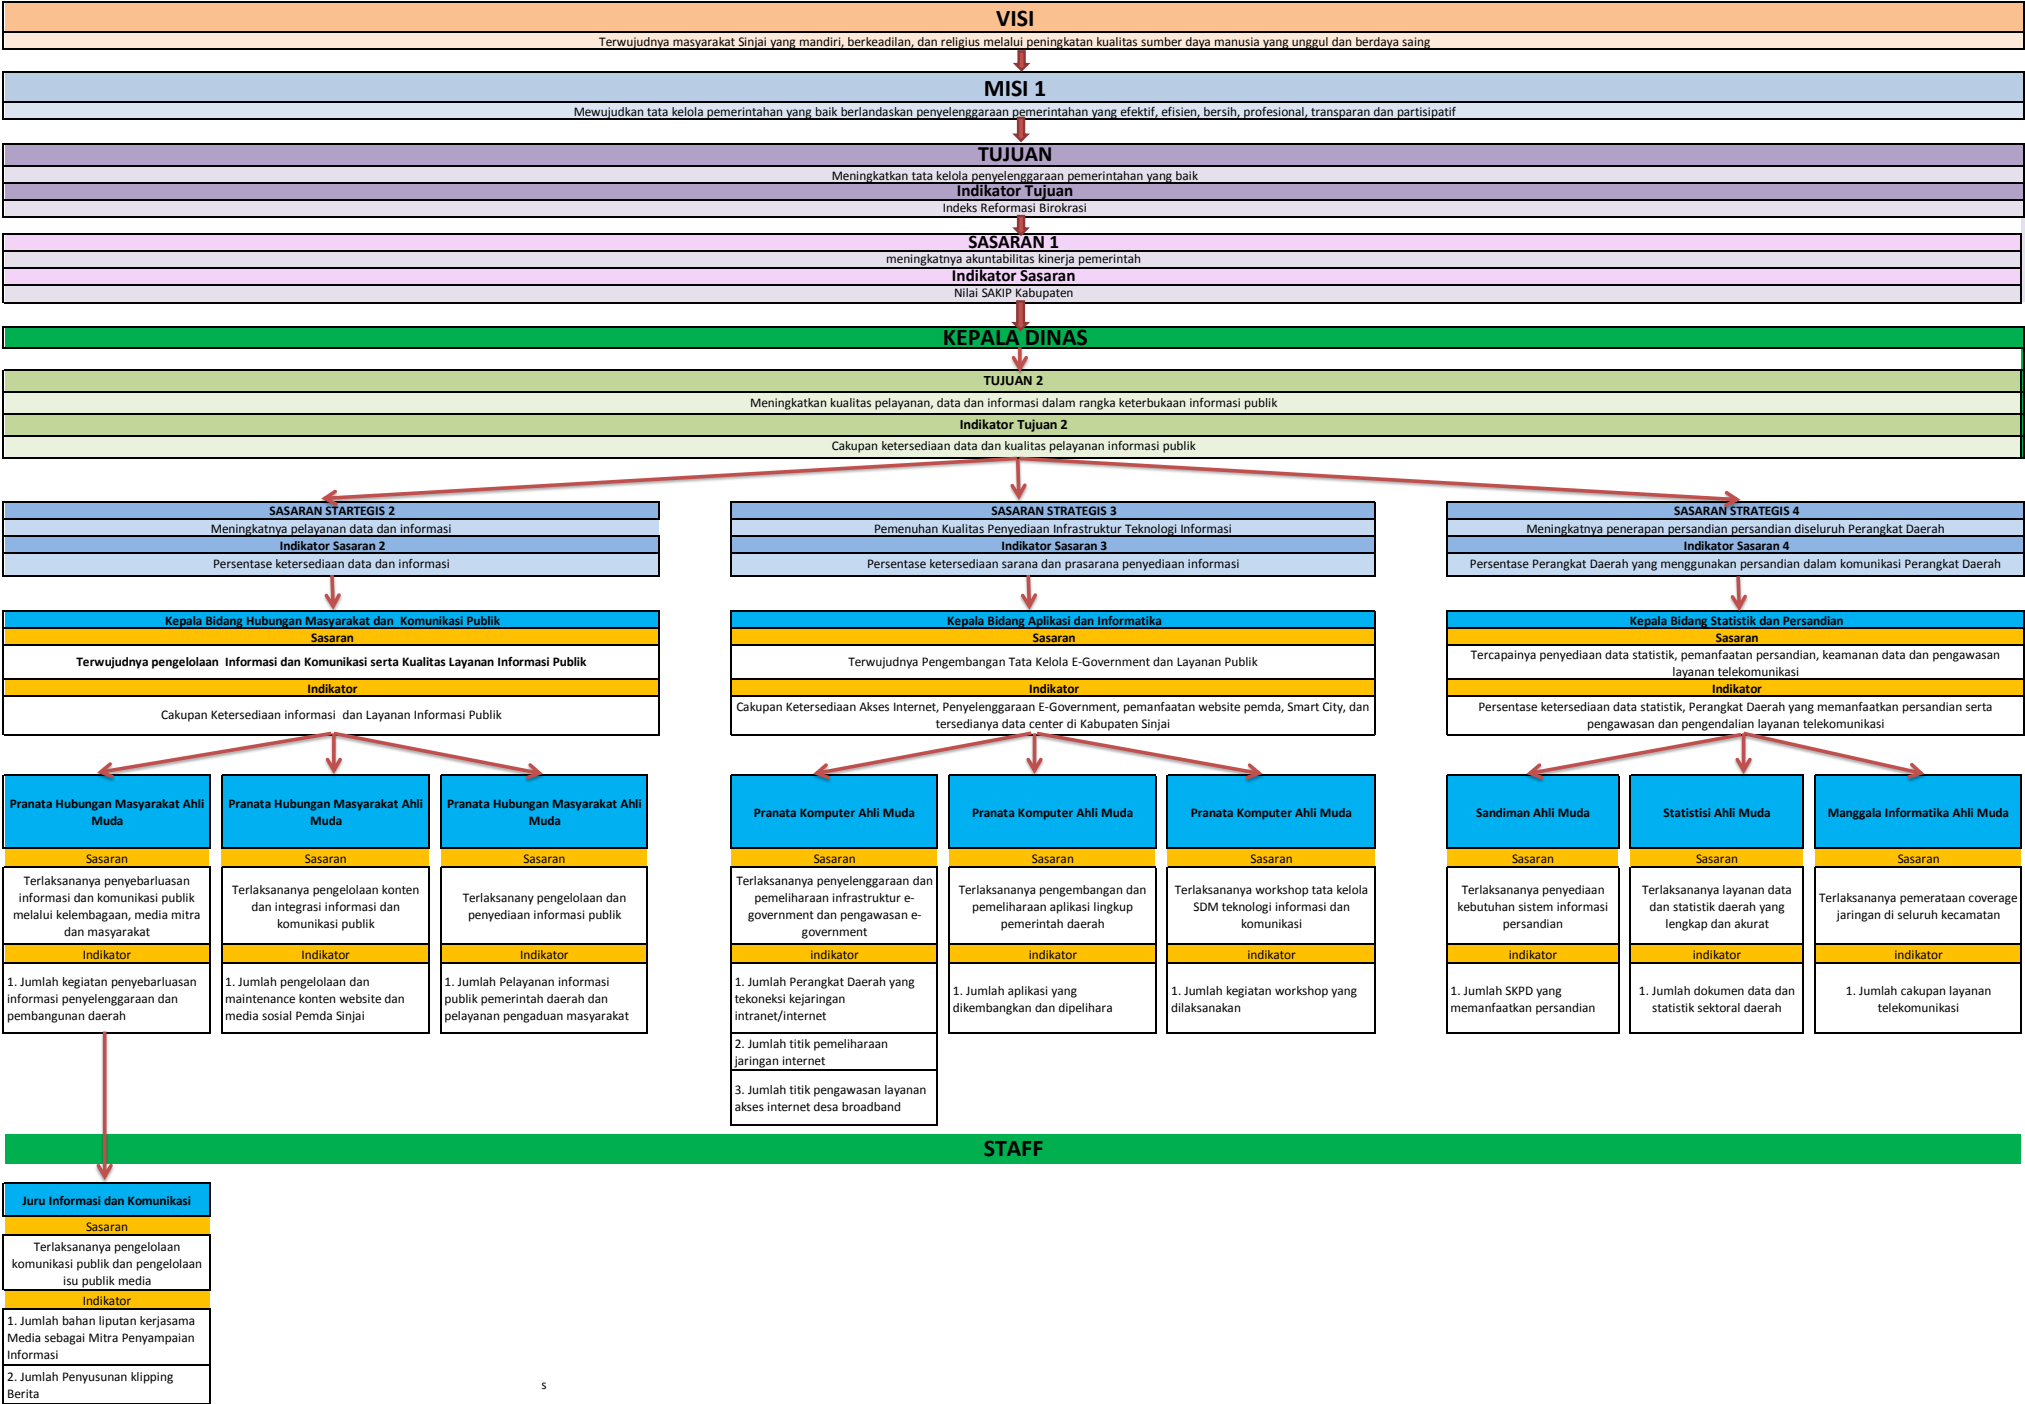 VISI
Terwujudnya masyarakat Sinjai yang mandiri, berkeadilan, dan religius melalui peningkatan kualitas sumber daya manusia yang unggul dan berdaya saing
MISI 1
Mewujudkan tata kelola pemerintahan yang baik berlandaskan penyelenggaraan pemerintahan yang efektif, efisien, bersih, profesional, transparan dan partisipatif
TUJUAN
Meningkatkan tata kelola penyelenggaraan pemerintahan yang baik
Indikator Tujuan
Indeks Reformasi Birokrasi
SASARAN 1
meningkatnya akuntabilitas kinerja pemerintah
Indikator Sasaran
Nilai SAKIP Kabupaten
KEPALA DINAS
TUJUAN 2
Meningkatkan kualitas pelayanan, data dan informasi dalam rangka keterbukaan informasi publik
Indikator Tujuan 2
Cakupan ketersediaan data dan kualitas pelayanan informasi publik
SASARAN STARTEGIS 2
Meningkatnya pelayanan data dan informasi
Indikator Sasaran 2
Persentase ketersediaan data dan informasi
SASARAN STRATEGIS 3
Pemenuhan Kualitas Penyediaan Infrastruktur Teknologi Informasi
Indikator Sasaran 3
Persentase ketersediaan sarana dan prasarana penyediaan informasi
SASARAN STRATEGIS 4
Meningkatnya penerapan persandian persandian diseluruh Perangkat Daerah
Indikator Sasaran 4
Persentase Perangkat Daerah yang menggunakan persandian dalam komunikasi Perangkat Daerah
Kepala Bidang Hubungan Masyarakat dan Komunikasi Publik
Sasaran
Terwujudnya pengelolaan Informasi dan Komunikasi serta Kualitas Layanan Informasi Publik
Indikator
Cakupan Ketersediaan informasi dan Layanan Informasi Publik
Kepala Bidang Aplikasi dan Informatika
Sasaran
Terwujudnya Pengembangan Tata Kelola E-Government dan Layanan Publik
Indikator
Cakupan Ketersediaan Akses Internet, Penyelenggaraan E-Government, pemanfaatan website pemda, Smart City, dan
tersedianya data center di Kabupaten Sinjai
Kepala Bidang Statistik dan Persandian
Sasaran
Tercapainya penyediaan data statistik, pemanfaatan persandian, keamanan data dan pengawasan
layanan telekomunikasi
Indikator
Persentase ketersediaan data statistik, Perangkat Daerah yang memanfaatkan persandian serta
pengawasan dan pengendalian layanan telekomunikasi
Pranata Hubungan Masyarakat Ahli
Muda
Sasaran
Terlaksananya penyebarluasan
informasi dan komunikasi publik
melalui kelembagaan, media mitra
dan masyarakat
Indikator
1. Jumlah kegiatan penyebarluasan
informasi penyelenggaraan dan
pembangunan daerah
Pranata Hubungan Masyarakat Ahli
Muda
Sasaran
Terlaksananya pengelolaan konten
dan integrasi informasi dan
komunikasi publik
Indikator
1. Jumlah pengelolaan dan
maintenance konten website dan
media sosial Pemda Sinjai
Pranata Hubungan Masyarakat Ahli
Muda
Sasaran
Terlaksanany pengelolaan dan
penyediaan informasi publik
Indikator
1. Jumlah Pelayanan informasi
publik pemerintah daerah dan
pelayanan pengaduan masyarakat
Pranata Komputer Ahli Muda
Sasaran
Terlaksananya penyelenggaraan dan
pemeliharaan infrastruktur e-
government dan pengawasan e-
government
indikator
1. Jumlah Perangkat Daerah yang
tekoneksi kejaringan
intranet/internet
2. Jumlah titik pemeliharaan
jaringan internet
3. Jumlah titik pengawasan layanan
akses internet desa broadband
Pranata Komputer Ahli Muda
Sasaran
Terlaksananya pengembangan dan
pemeliharaan aplikasi lingkup
pemerintah daerah
indikator
1. Jumlah aplikasi yang
dikembangkan dan dipelihara
Pranata Komputer Ahli Muda
Sasaran
Terlaksananya workshop tata kelola
SDM teknologi informasi dan
komunikasi
indikator
1. Jumlah kegiatan workshop yang
dilaksanakan
Sandiman Ahli Muda
Sasaran
Terlaksananya penyediaan
kebutuhan sistem informasi
persandian
indikator
1. Jumlah SKPD yang
memanfaatkan persandian
Statistisi Ahli Muda
Sasaran
Terlaksananya layanan data
dan statistik daerah yang
lengkap dan akurat
indikator
1. Jumlah dokumen data dan
statistik sektoral daerah
Manggala Informatika Ahli Muda
Sasaran
Terlaksananya pemerataan coverage
jaringan di seluruh kecamatan
indikator
1. Jumlah cakupan layanan
telekomunikasi
STAFF
Juru Informasi dan Komunikasi
Sasaran
Terlaksananya pengelolaan
komunikasi publik dan pengelolaan
isu publik media
Indikator
1. Jumlah bahan liputan kerjasama
Media sebagai Mitra Penyampaian
Informasi
2. Jumlah Penyusunan klipping
Berita
s